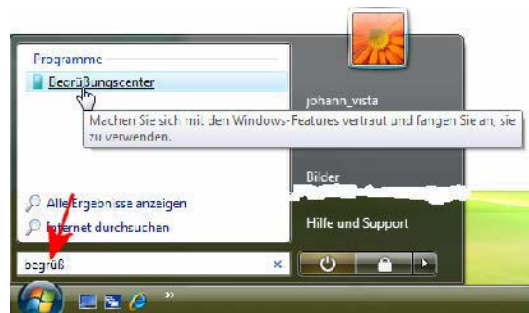 Programme
Begrüßungscenter
johann_vista
Machen Sie sich mit den Windows-Features vertraut und fangen Sie an, sie
zu verwenden.
Bilder
Alle Ergebnisse anzeigen
Internet durchsuchen
Hilfe und Support
begrüß